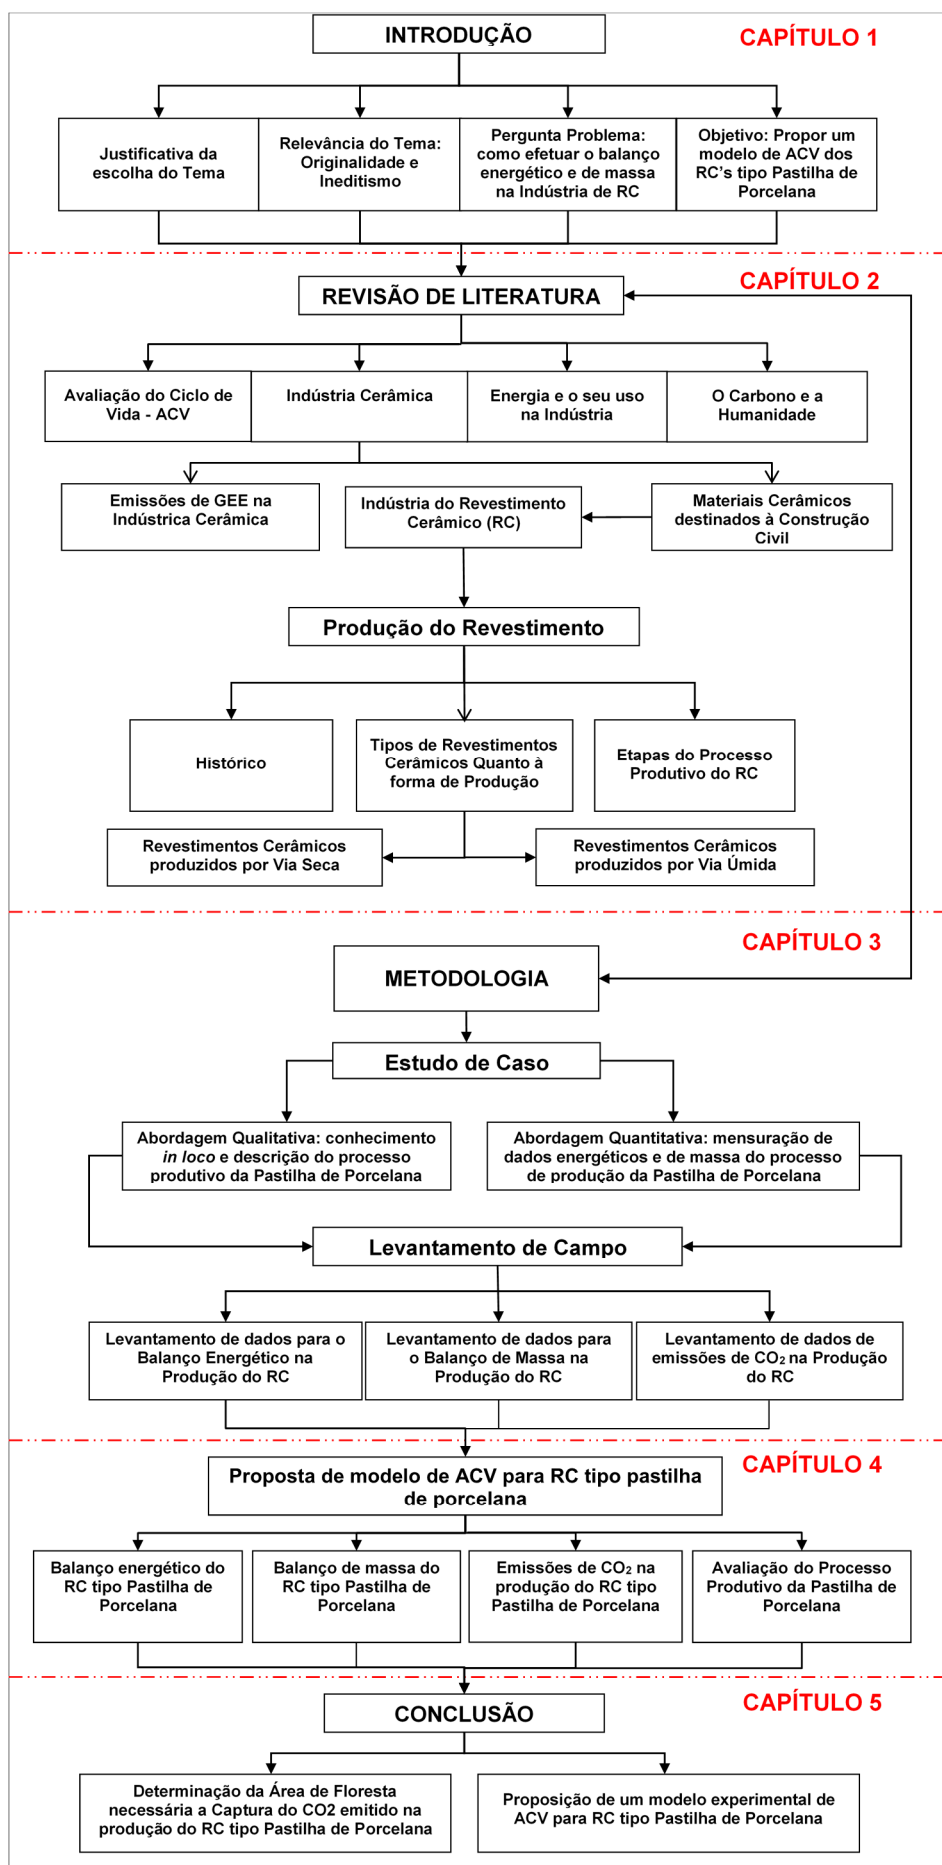 INTRODUÇÃO
CAPÍTULO 1
Justificativa da
escolha do Tema
Relevância do Tema:
Originalidade e
Ineditismo
Pergunta Problema:
como efetuar o balanço
energético e de massa
na Indústria de RC
Objetivo: Propor um
modelo de ACV dos
RC's tipo Pastilha de
Porcelana
CAPÍTULO 2
REVISÃO DE LITERATURA
Avaliação do Ciclo de
Vida - ACV
Indústria Cerâmica
Energia e o seu uso
na Indústria
O Carbono e a
Humanidade
Emissões de GEE na
Indústrica Cerâmica
Indústria do Revestimento
Cerâmico (RC)
Materiais Cerâmicos
destinados à Construção
Civil
Produção do Revestimento
Histórico
Tipos de Revestimentos
Cerâmicos Quanto à
forma de Produção
Etapas do Processo
Produtivo do RC
Revestimentos Cerâmicos
produzidos por Via Seca
Revestimentos Cerâmicos
produzidos por Via Úmida
CAPÍTULO 3
METODOLOGIA
Estudo de Caso
Abordagem Qualitativa: conhecimento
in loco e descrição do processo
produtivo da Pastilha de Porcelana
Abordagem Quantitativa: mensuração de
dados energéticos e de massa do processo
de produção da Pastilha de Porcelana
Levantamento de Campo
Levantamento de dados para o
Balanço Energético na
Produção do RC
Levantamento de dados para
o Balanço de Massa na
Produção do RC
Levantamento de dados de
emissões de CO₂ na Produção
do RC
CAPÍTULO 4
Proposta de modelo de ACV para RC tipo pastilha
de porcelana
Balanço energético do
RC tipo Pastilha de
Porcelana
Balanço de massa do
RC tipo Pastilha de
Porcelana
Emissões de CO₂ na
produção do RC tipo
Pastilha de Porcelana
Avaliação do Processo
Produtivo da Pastilha de
Porcelana
CAPÍTULO 5
CONCLUSÃO
Determinação da Área de Floresta
necessária a Captura do CO2 emitido na
produção do RC tipo Pastilha de Porcelana
Proposição de um modelo experimental de
ACV para RC tipo Pastilha de Porcelana